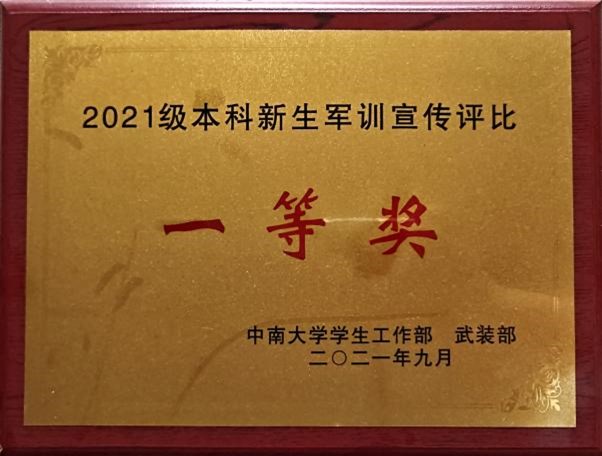 2021级本科新生军训宣传评比
一等奖
中南大学学生工作部 武装部
二〇二一年九月